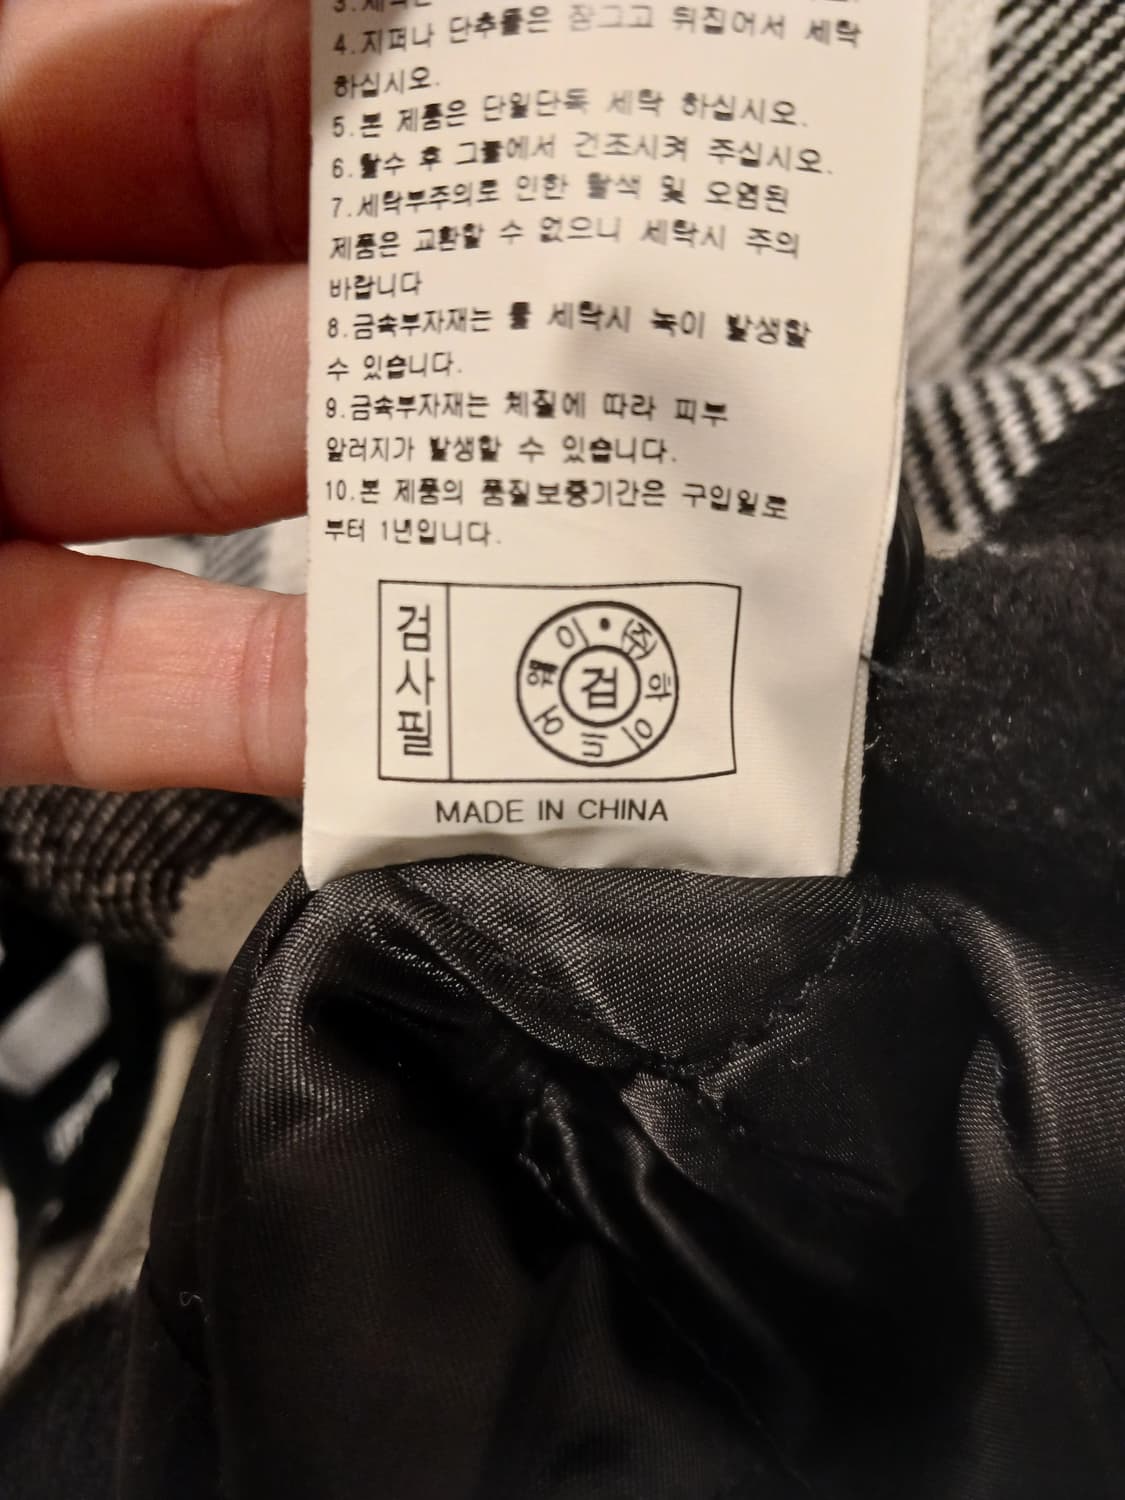 4.지퍼나 단추들은 잠그고 뒤집어서 세탁
하십시오.
5.본 제품은 단일단독 세탁 하십시오.
6.탈수 후 그늘에서 건조시켜 주십시오.
7.세탁부주의로 인한 탈색 및 오염된
제품은 교환할 수 없으니 세탁시 주의
바랍니다
8.금속부자재는 물 세탁시 녹이 발생할
수 있습니다.
9.금속부자재는 체질에 따라 피부
알러지가 발생할 수 있습니다.
10.본 제품의 품질보증기간은 구입일로
부터 1년입니다.
검사필
검
MADE IN CHINA